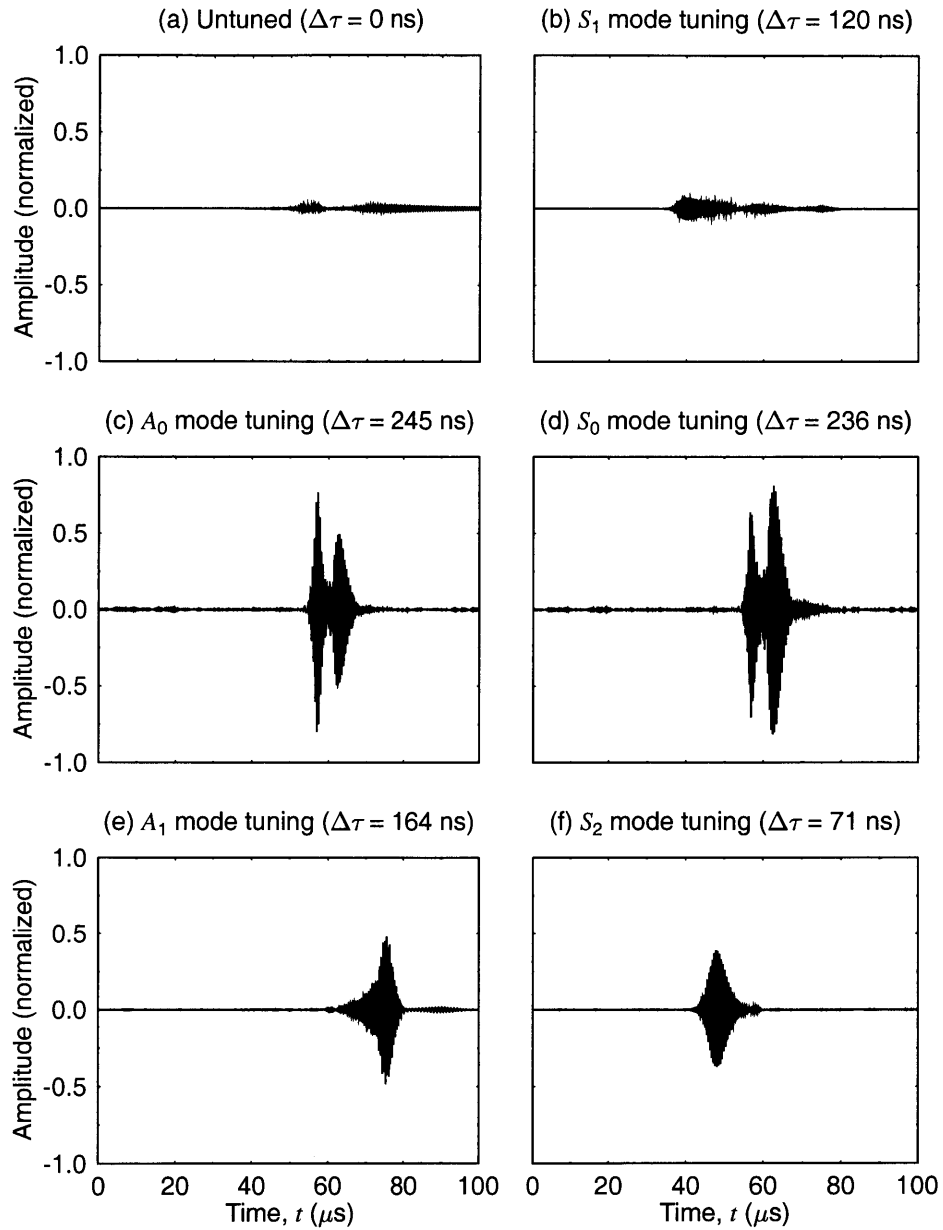 (a) Untuned (Δτ = 0 ns)
(b) S₁ mode tuning (Δτ = 120 ns)
1.0
0.5
0.0
-0.5
-1.0
Amplitude (normalized)
(c) A₀ mode tuning (Δτ = 245 ns)
(d) S₀ mode tuning (Δτ = 236 ns)
1.0
0.5
0.0
-0.5
-1.0
Amplitude (normalized)
(e) A₁ mode tuning (Δτ = 164 ns)
(f) S₂ mode tuning (Δτ = 71 ns)
1.0
0.5
0.0
-0.5
-1.0
Amplitude (normalized)
0 20 40 60 80 100
Time, t (μs)
0 20 40 60 80 100
Time, t (μs)